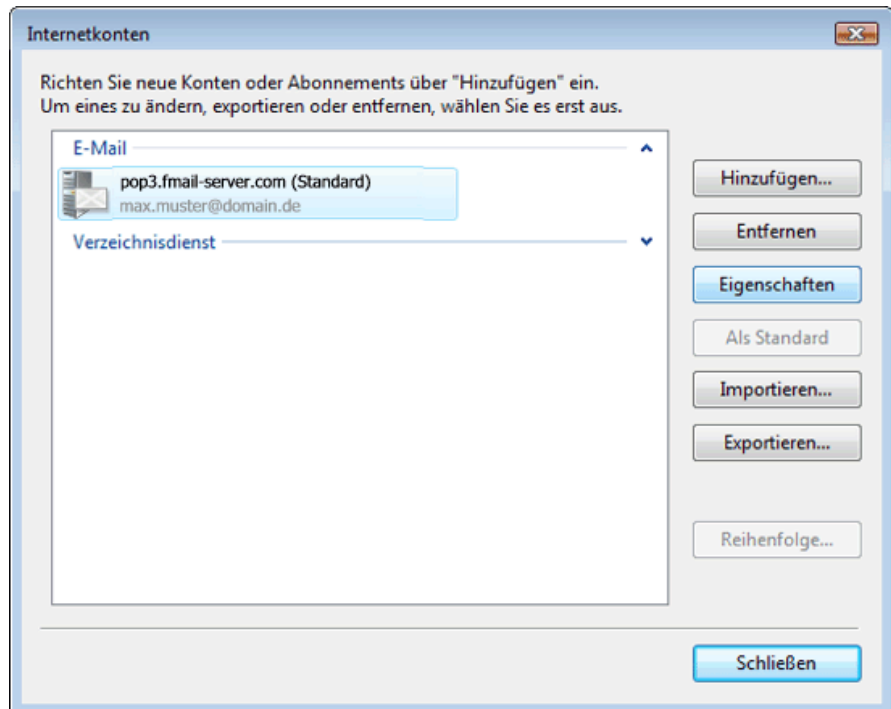 Internetkonten
Richten Sie neue Konten oder Abonnements über "Hinzufügen" ein.
Um eines zu ändern, exportieren oder entfernen, wählen Sie es erst aus.
E-Mail
pop3.fmail-server.com (Standard)
max.muster@domain.de
Verzeichnisdienst
Hinzufügen...
Entfernen
Eigenschaften
Als Standard
Importieren...
Exportieren...
Reihenfolge...
Schließen